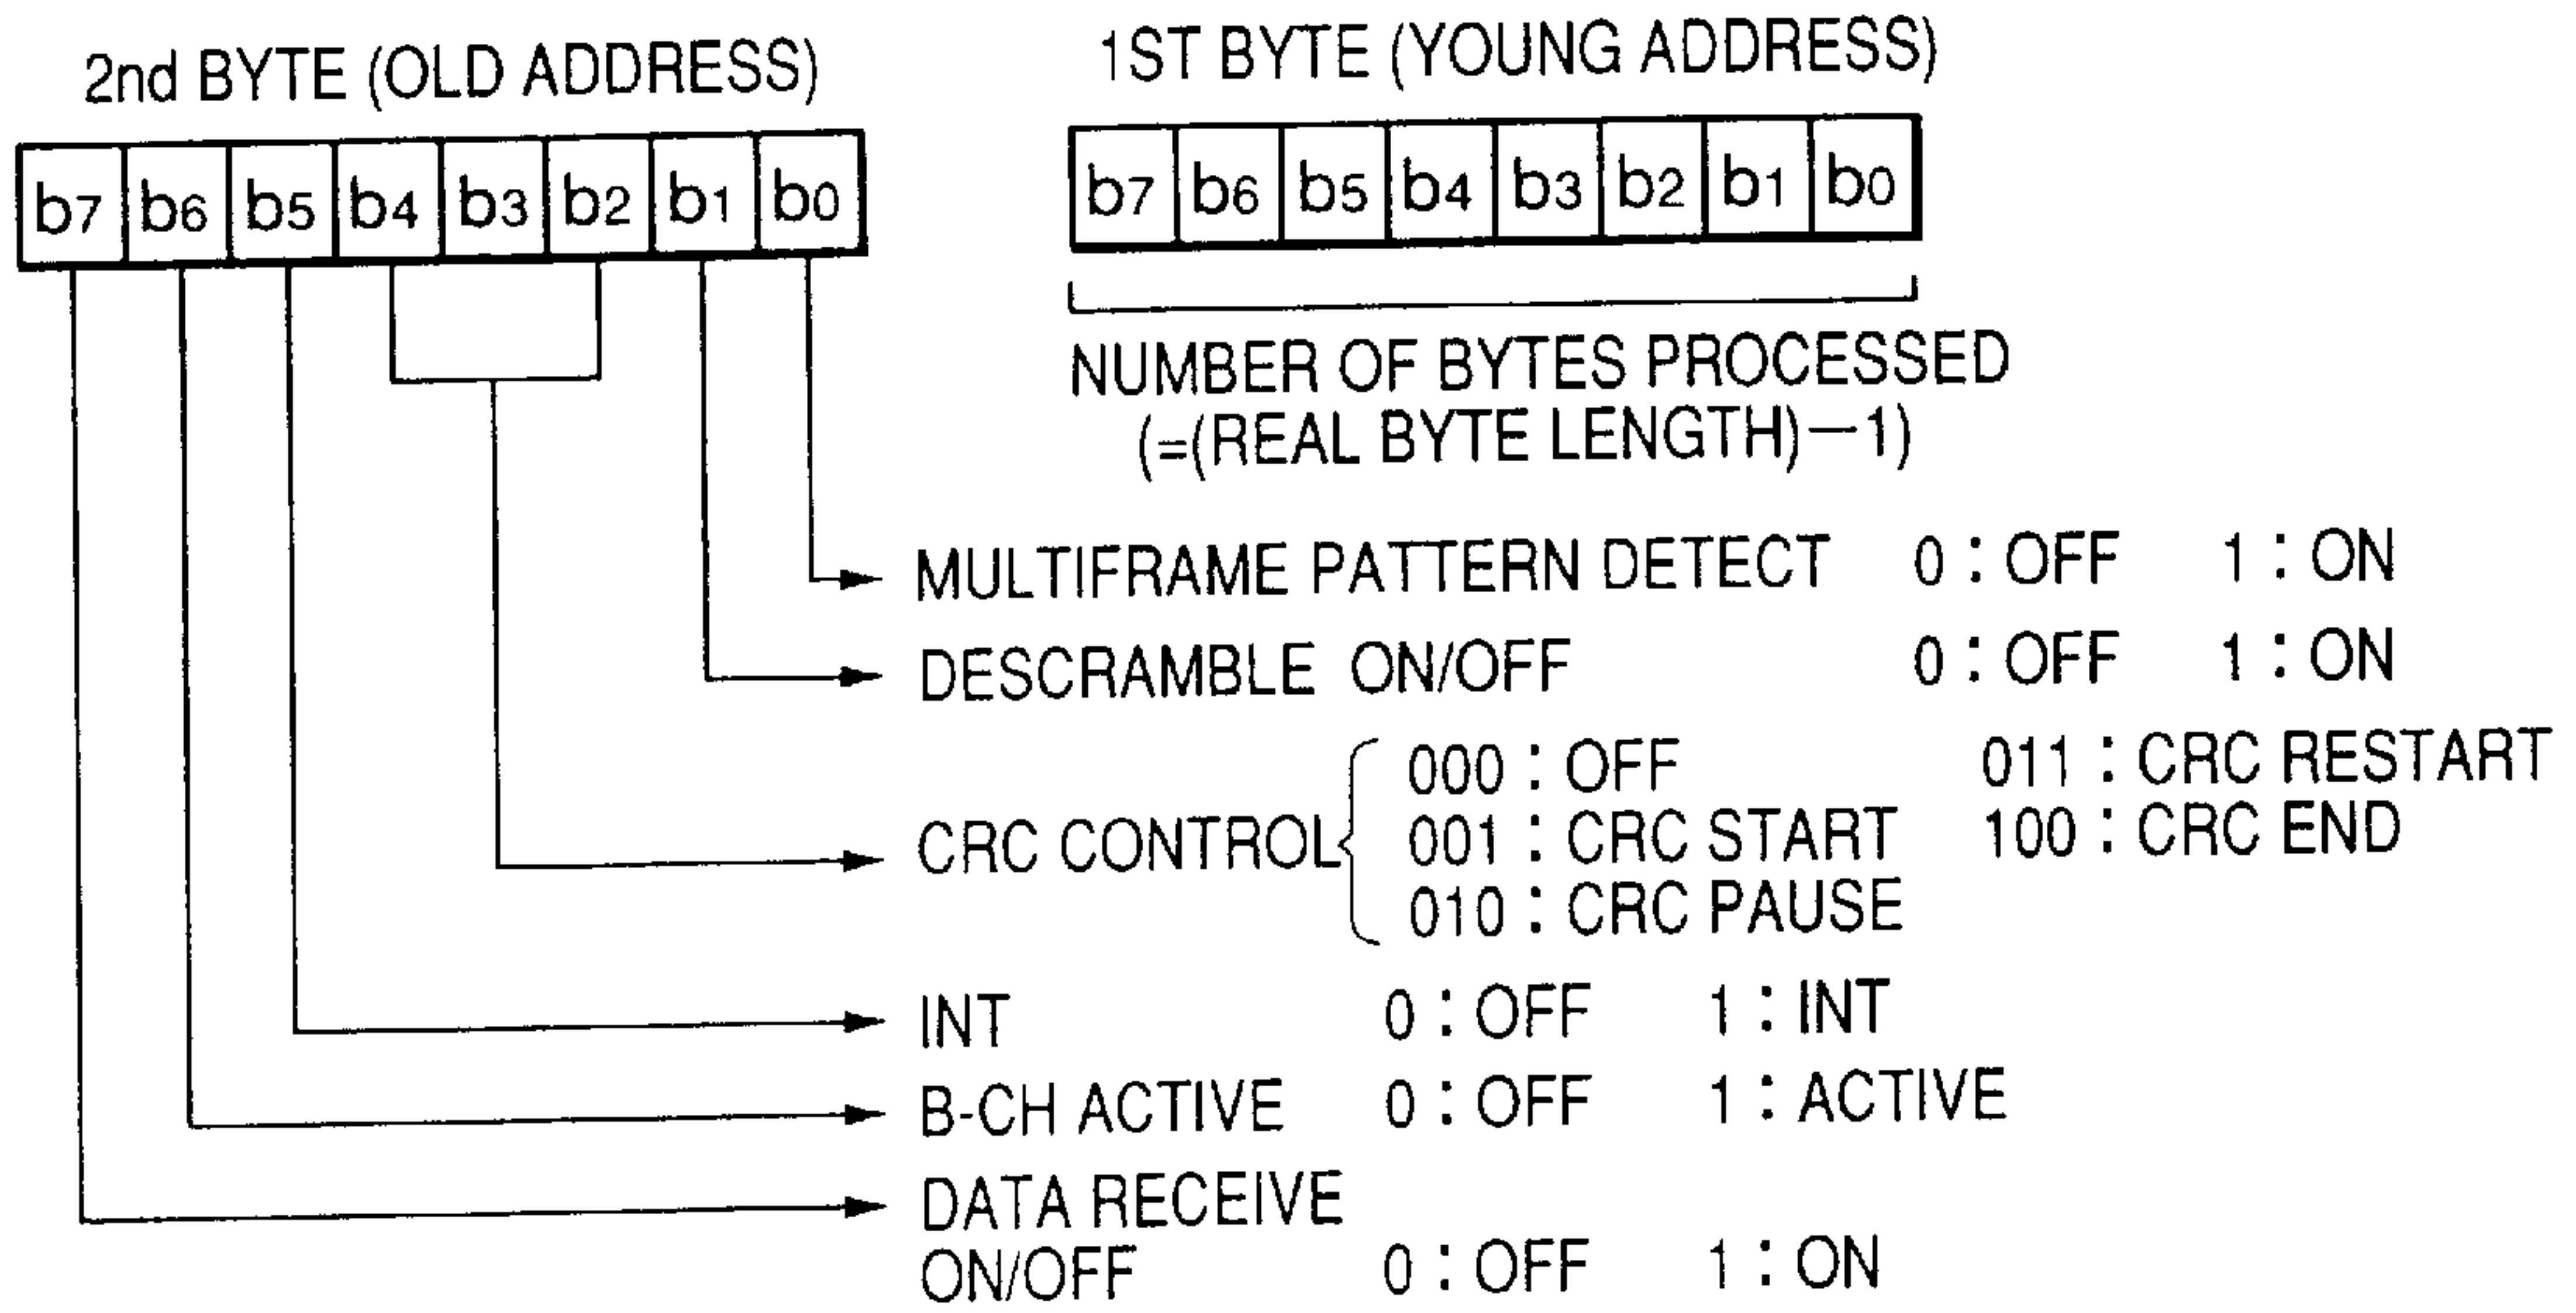 2nd BYTE (OLD ADDRESS)
1ST BYTE (YOUNG ADDRESS)
b7 b6 b5 b4 b3 b2 b1 b0
b7 b6 b5 b4 b3 b2 b1 b0
NUMBER OF BYTES PROCESSED
(=(REAL BYTE LENGTH)－1)
MULTIFRAME PATTERN DETECT 0 : OFF 1 : ON
DESCRAMBLE ON/OFF 0 : OFF 1 : ON
CRC CONTROL
000 : OFF 011 : CRC RESTART
001 : CRC START 100 : CRC END
010 : CRC PAUSE
INT 0 : OFF 1 : INT
B-CH ACTIVE 0 : OFF 1 : ACTIVE
DATA RECEIVE
ON/OFF 0 : OFF 1 : ON